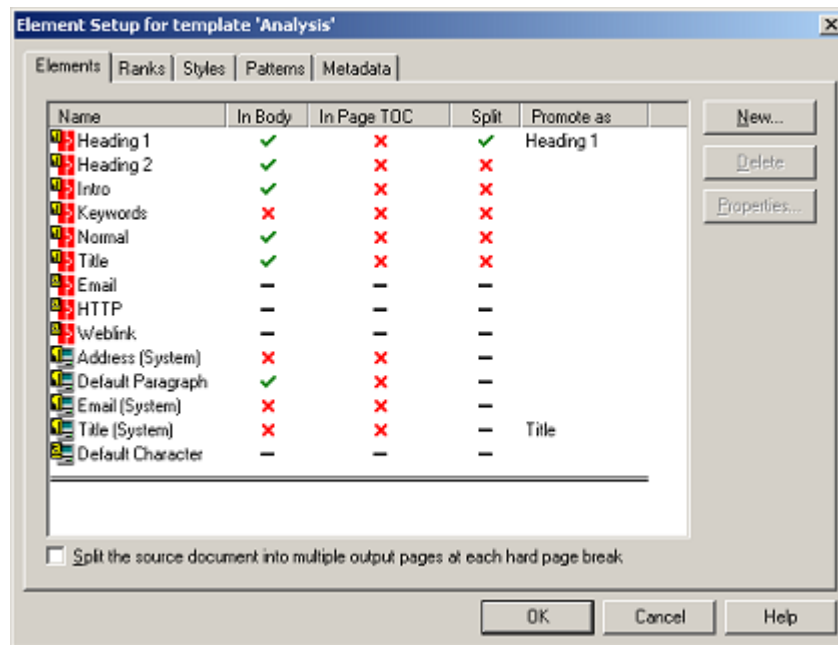 Element Setup for template 'Analysis'
Elements Ranks Styles Patterns Metadata
Name In Body In Page TOC Split Promote as
Heading 1 Heading 1
Heading 2
Intro
Keywords
Normal
Title
Email
HTTP
Weblink
Address (System)
Default Paragraph
Email (System)
Title (System) Title
Default Character
New...
Delete
Properties...
Split the source document into multiple output pages at each hard page break
OK Cancel Help